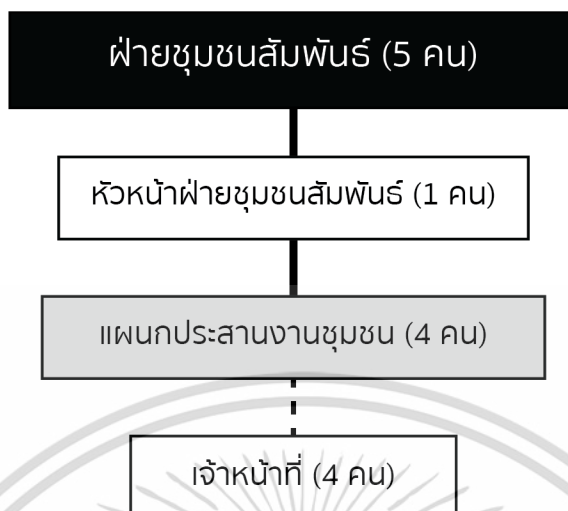 ฝ่ายชุมชนสัมพันธ์ (5 คน)
หัวหน้าฝ่ายชุมชนสัมพันธ์ (1 คน)
แผนกประสานงานชุมชน (4 คน)
เจ้าหน้าที่ (4 คน)